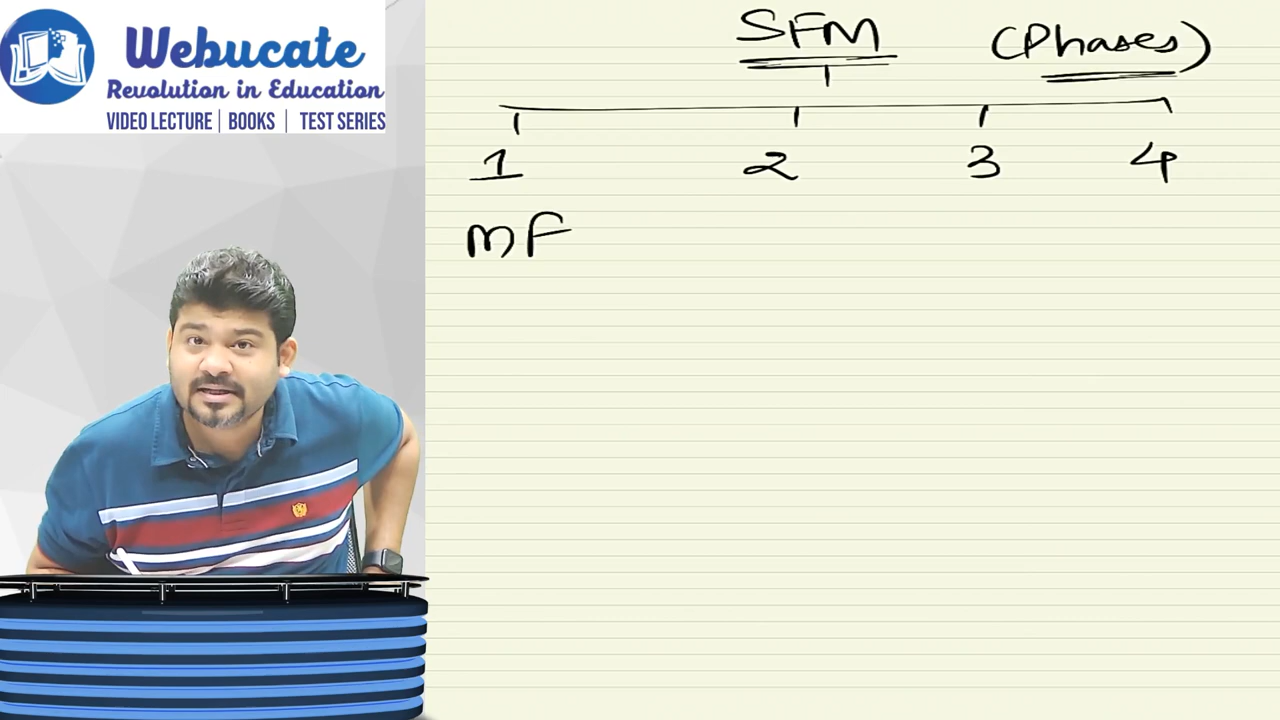 Webucate
Revolution in Education
VIDEO LECTURE | BOOKS | TEST SERIES
SFM (Phases)
1 2 3 4
MF